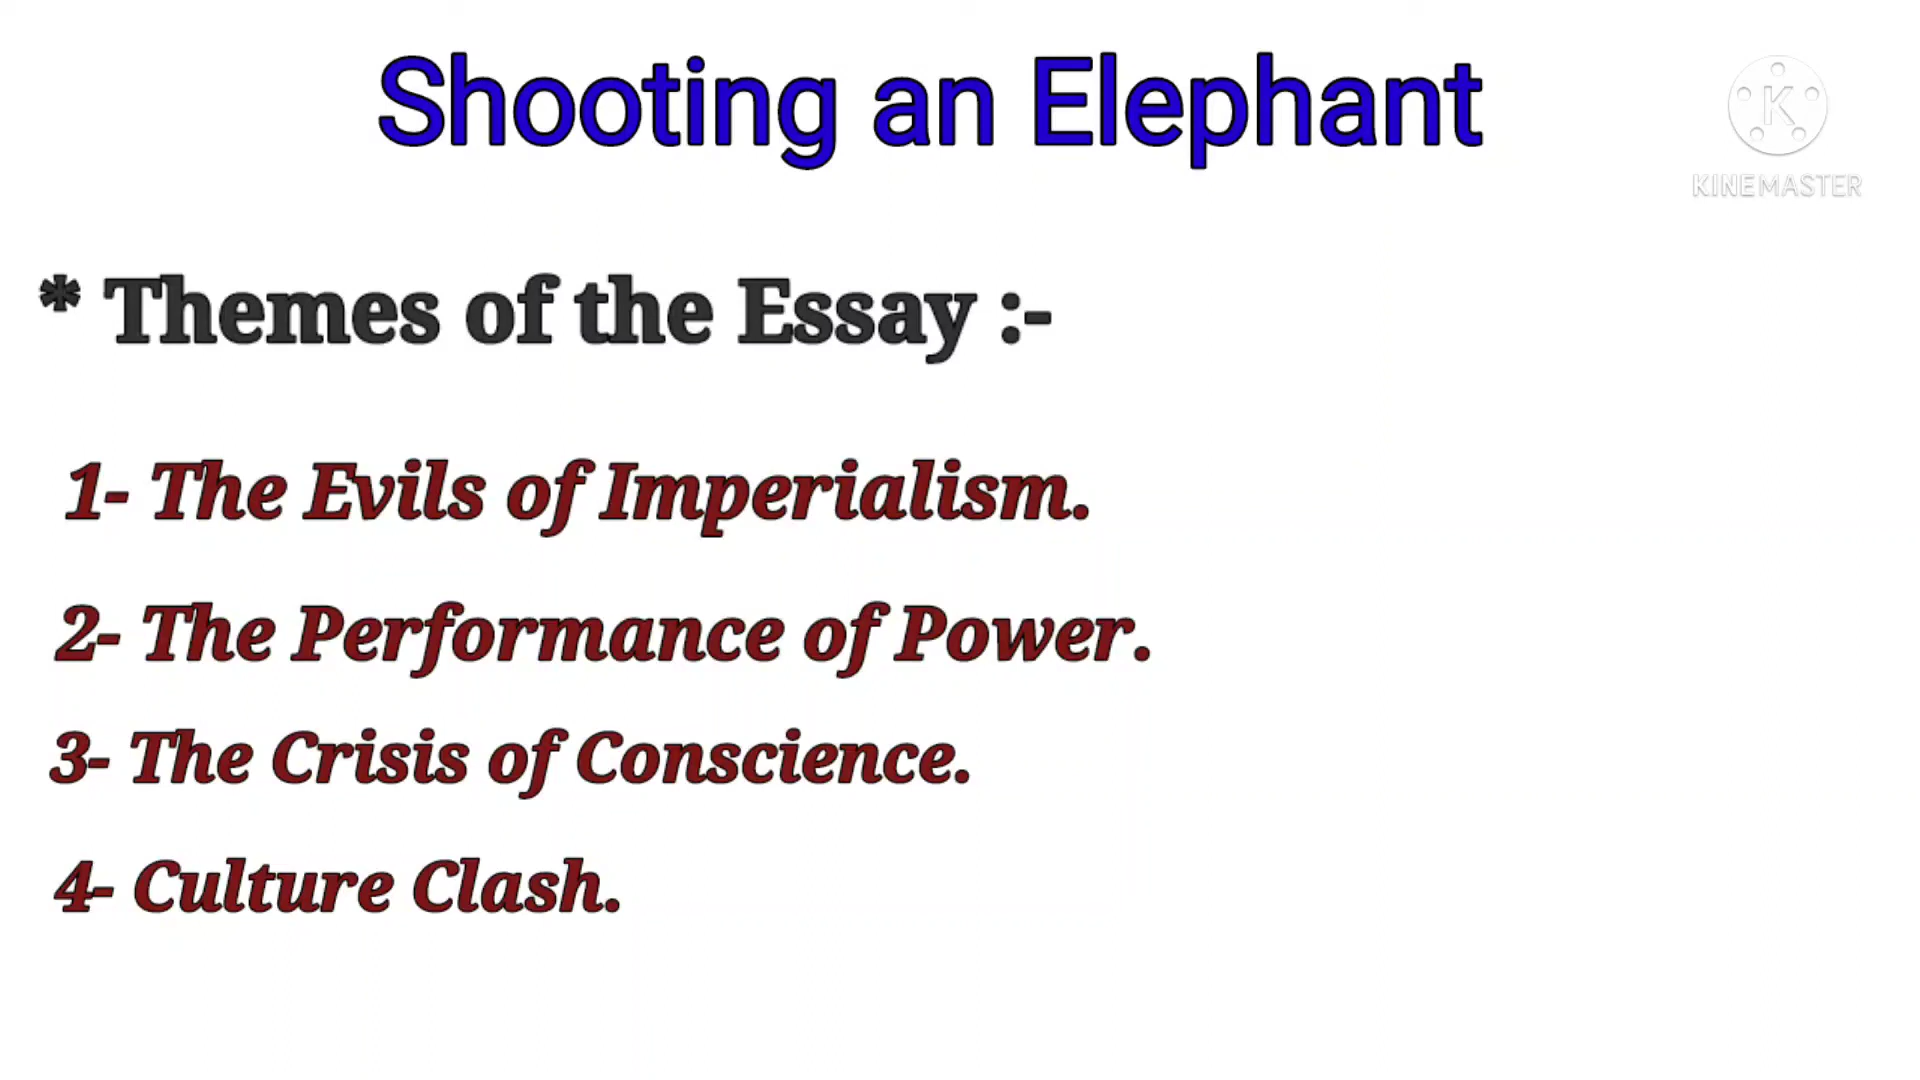 Shooting an Elephant
K
KINEMASTER
* Themes of the Essay :-
1- The Evils of Imperialism.
2- The Performance of Power.
3- The Crisis of Conscience.
4- Culture Clash.